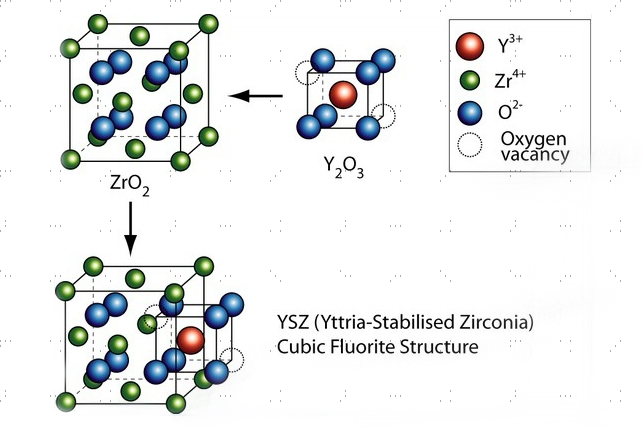 Y³⁺
Zr⁴⁺
O²⁻
Oxygen
vacancy
ZrO₂
Y₂O₃
YSZ (Yttria-Stabilised Zirconia)
Cubic Fluorite Structure